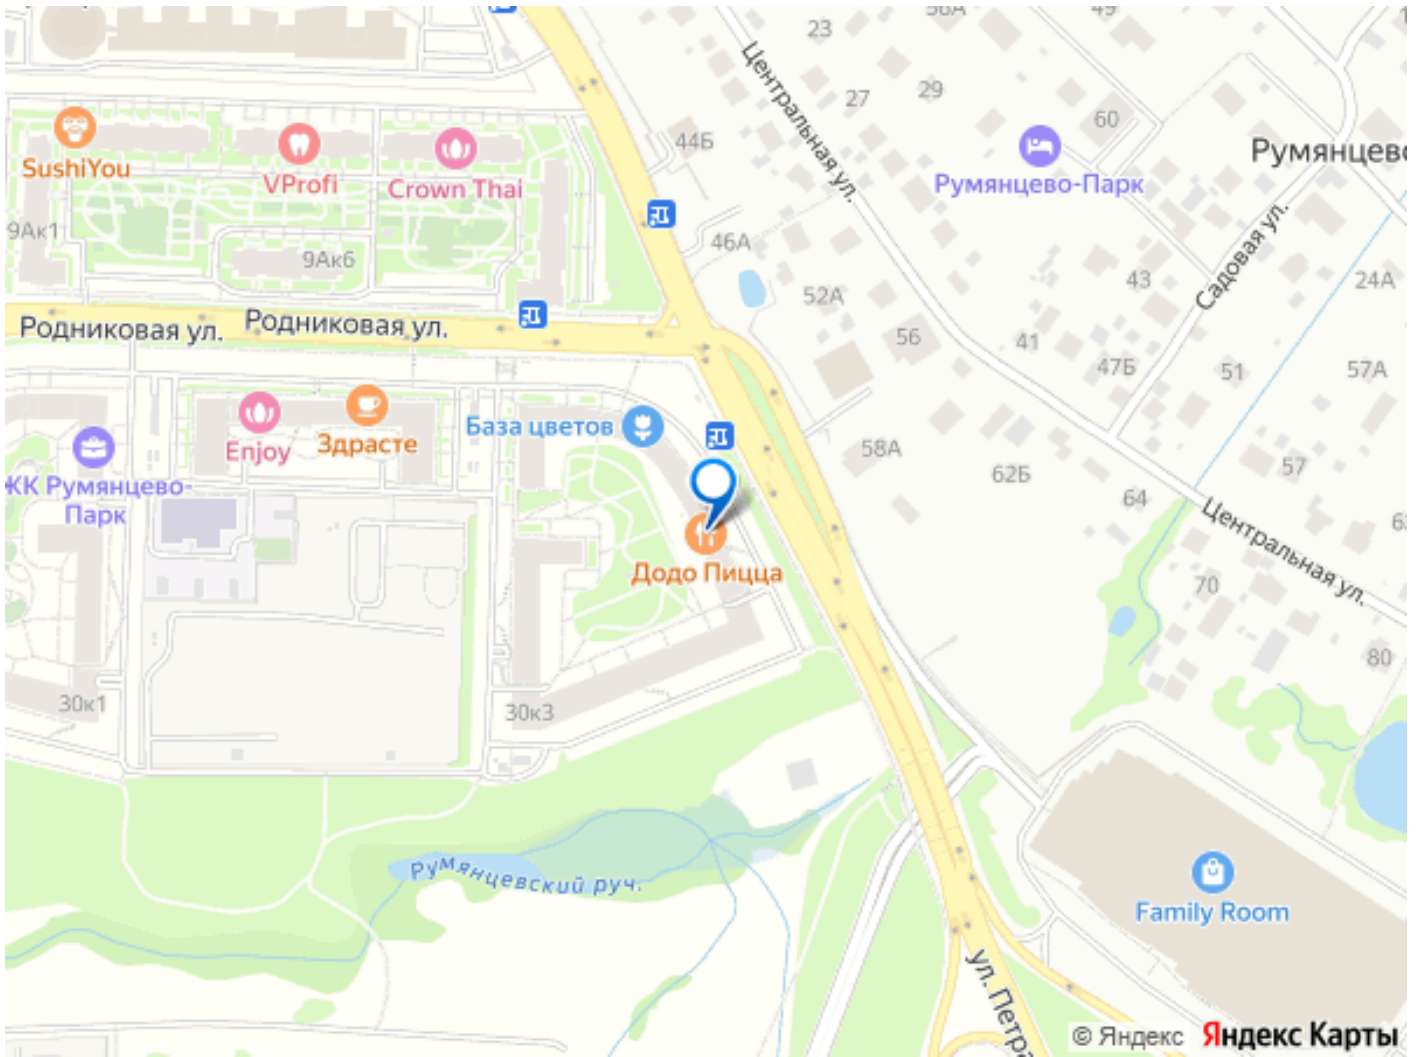 23
49
Центральная ул.
27
29
60
44Б
SushiYou
VProfi
Crown Thai
Румянцево-Парк
Румянцево
9Ак1
9Ак6
46А
52А
43
Садовая ул.
24А
Родниковая ул.
Родниковая ул.
56
41
47Б
51
57А
База цветов
Enjoy
Здрасте
58А
62Б
57
64
ЖК Румянцево-
Парк
Центральная ул.
Додо Пицца
70
80
30к1
30к3
Румянцевский руч.
Family Room
ул. Петра
© Яндекс
Яндекс Карты